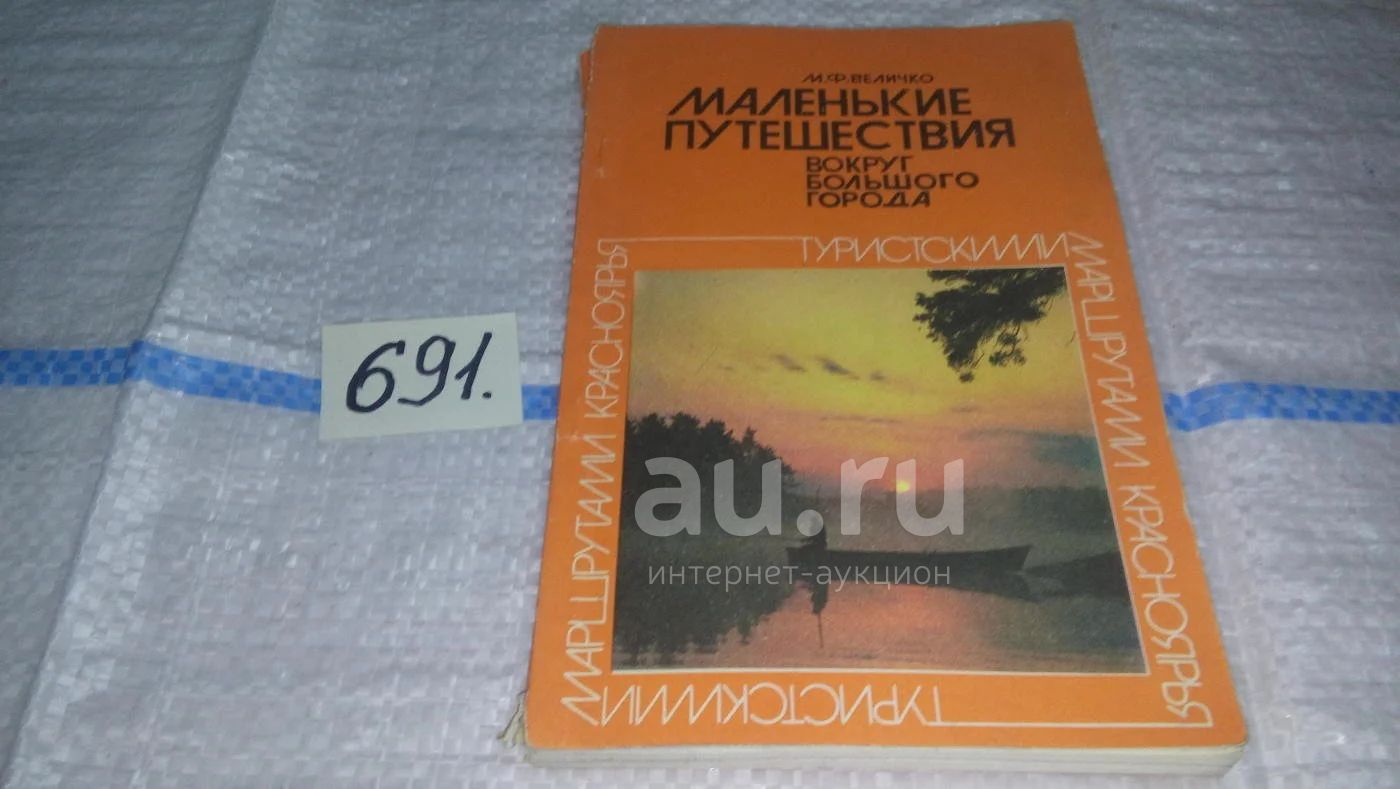 М.Ф. ВЕЛИЧКО
МАЛЕНЬКИЕ
ПУТЕШЕСТВИЯ
ВОКРУГ
БОЛЬШОГО
ГОРОДА
ТУРИСТСКИМИ
МАРШРУТАМИ КРАСНОЯРЬЯ
ТУРИСТСКИМИ
МАРШРУТАМИ КРАСНОЯРЬЯ
691.
au.ru
интернет-аукцион